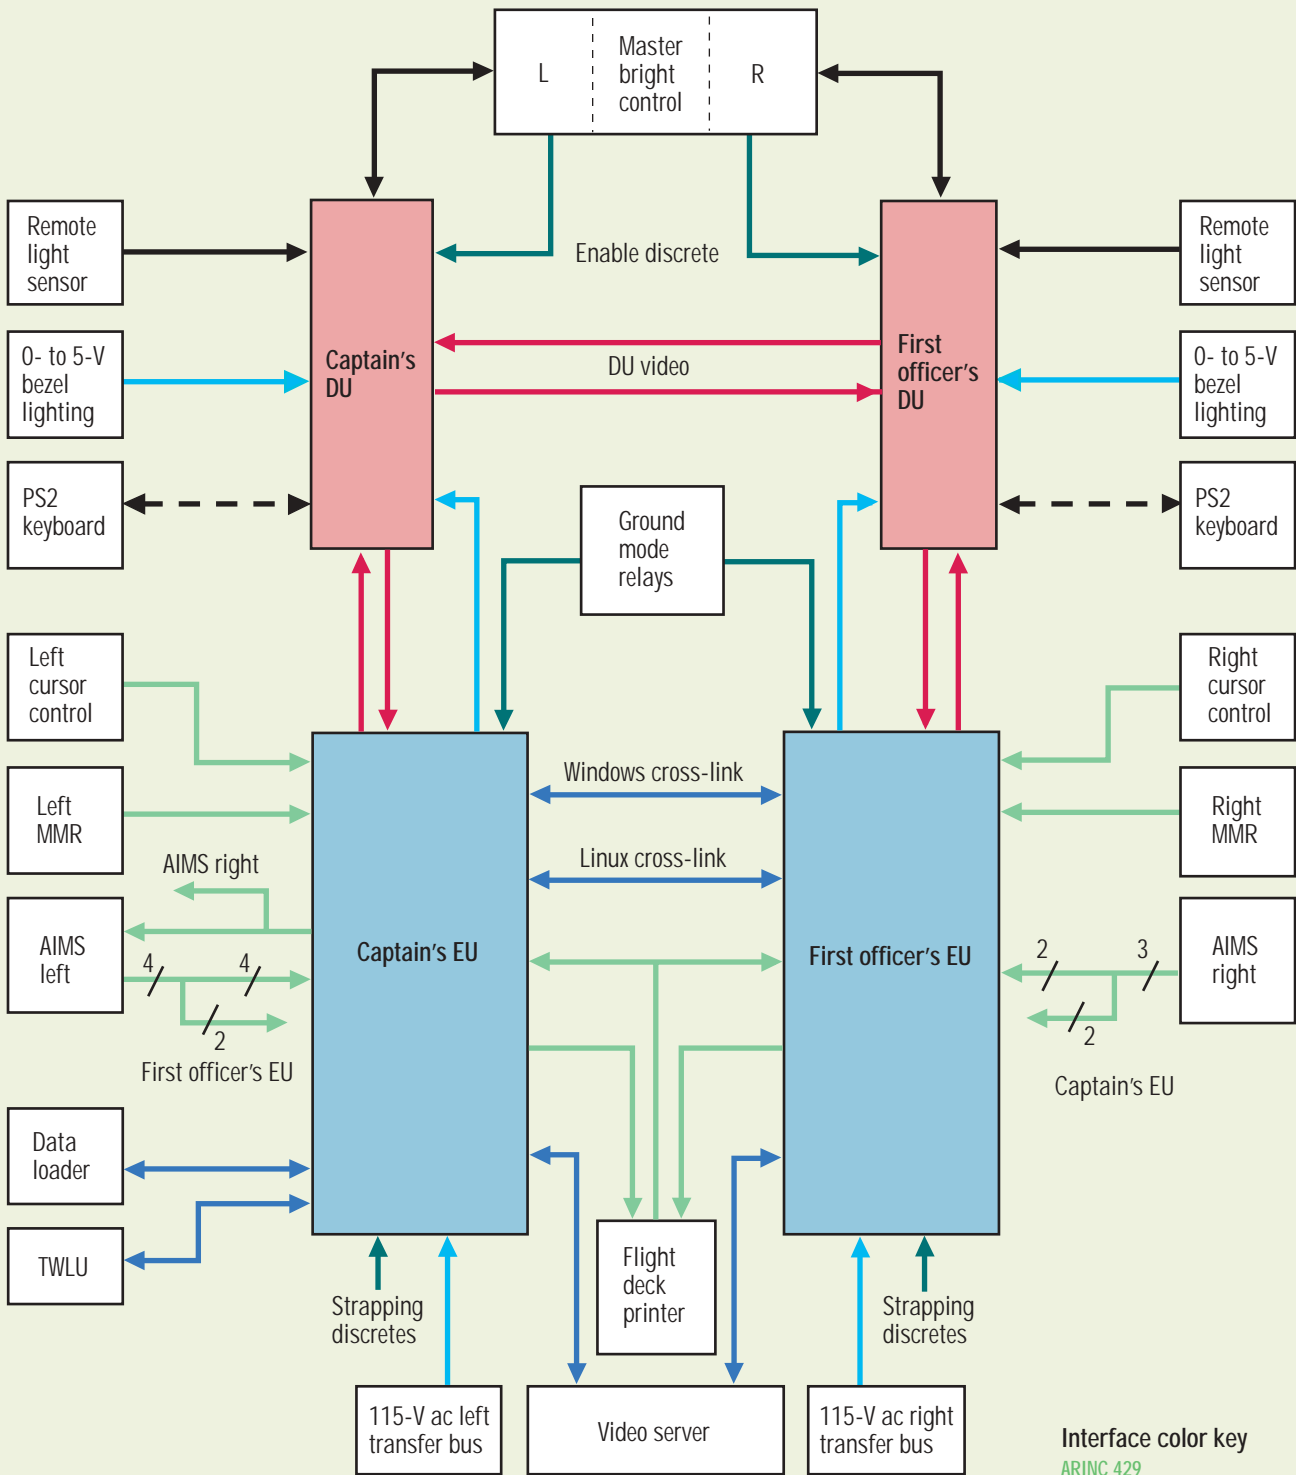 L
Master
bright
control
R
Remote
light
sensor
Enable discrete
Remote
light
sensor
0- to 5-V
bezel
lighting
Captain's
DU
DU video
First
officer's
DU
0- to 5-V
bezel
lighting
PS2
keyboard
Ground
mode
relays
PS2
keyboard
Left
cursor
control
Right
cursor
control
Windows cross-link
Left
MMR
Right
MMR
AIMS right
Linux cross-link
AIMS
left
4
4
2
First officer's EU
Captain's EU
First officer's EU
2
3
2
AIMS
right
Captain's EU
Data
loader
TWLU
Strapping
discretes
Flight
deck
printer
Strapping
discretes
115-V ac left
transfer bus
Video server
115-V ac right
transfer bus
Interface color key
ARINC 429